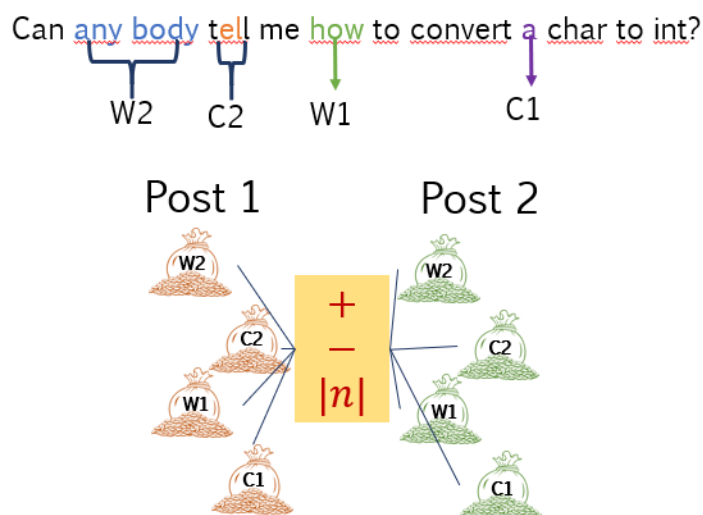 Can any body tell me how to convert a char to int?
W2 C2 W1 C1
Post 1 Post 2
W2 W2
C2 C2
W1 W1
C1 C1
+
−
|n|